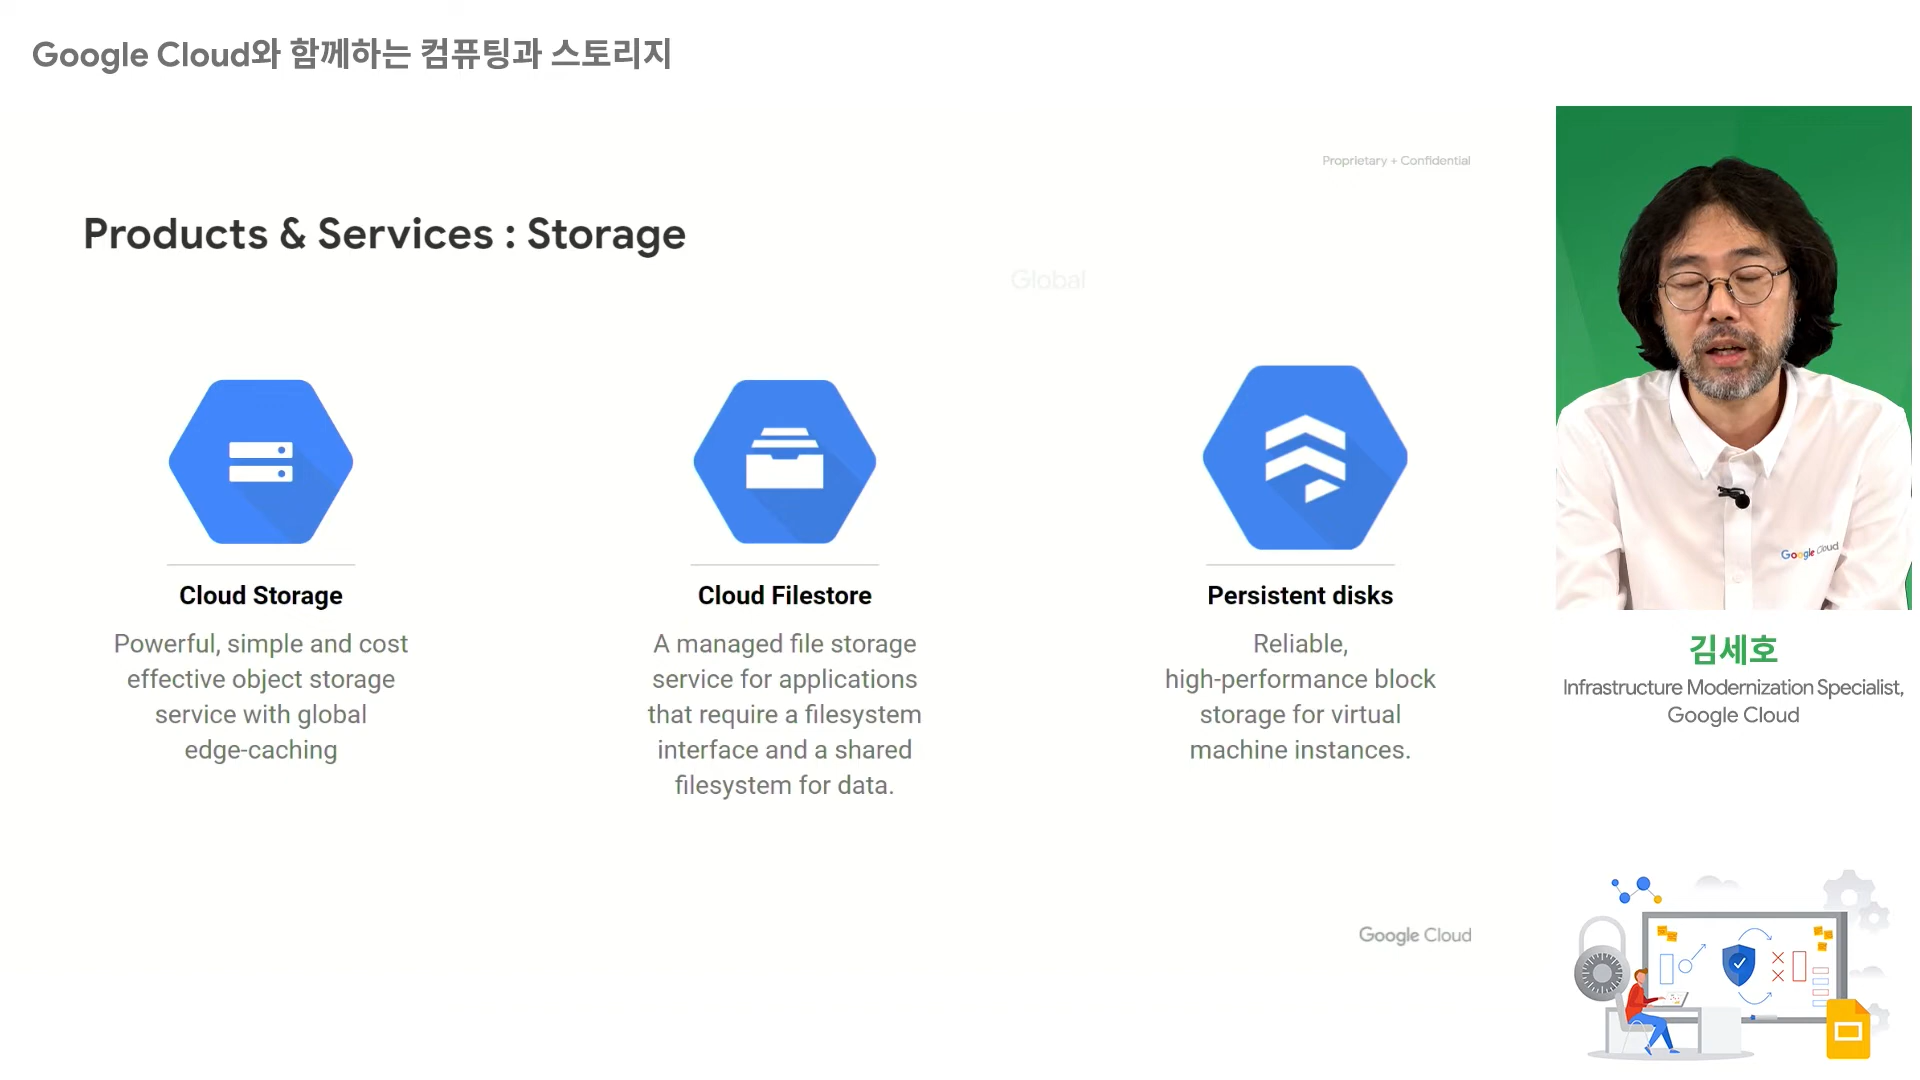 Google Cloud와 함께하는 컴퓨팅과 스토리지
Proprietary + Confidential
Products & Services : Storage
Global
Cloud Storage
Powerful, simple and cost
effective object storage
service with global
edge-caching
Cloud Filestore
A managed file storage
service for applications
that require a filesystem
interface and a shared
filesystem for data.
Persistent disks
Reliable,
high-performance block
storage for virtual
machine instances.
Google Cloud
Google Cloud
김세호
Infrastructure Modernization Specialist,
Google Cloud